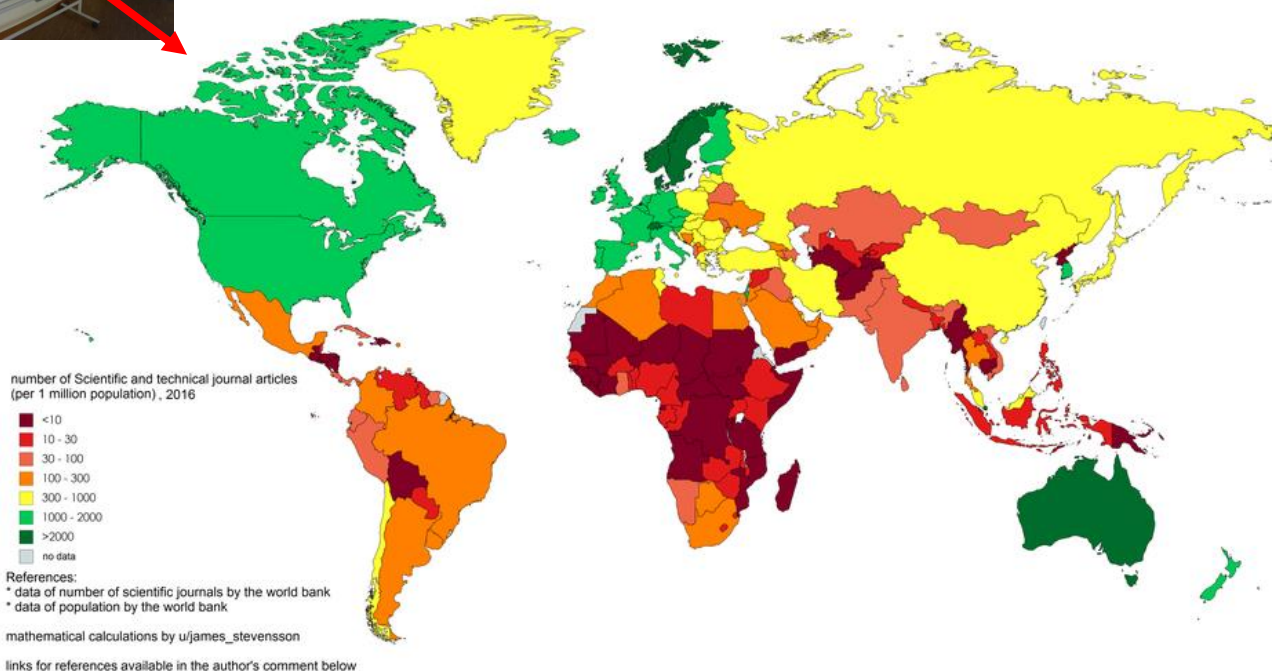 number of Scientific and technical journal articles
(per 1 million population) , 2016
<10
10 - 30
30 - 100
100 - 300
300 - 1000
1000 - 2000
>2000
no data
References:
* data of number of scientific journals by the world bank
* data of population by the world bank
mathematical calculations by u/james_stevensson
links for references available in the author's comment below